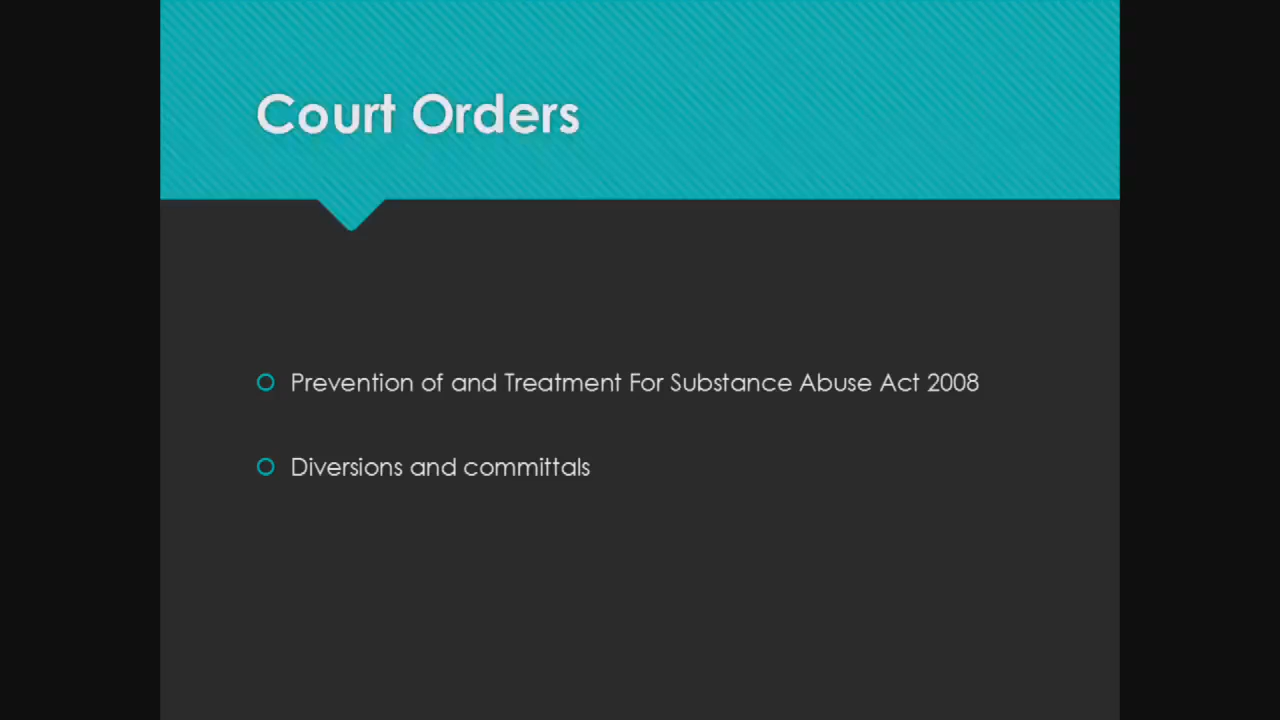 Court Orders
Prevention of and Treatment For Substance Abuse Act 2008
Diversions and committals